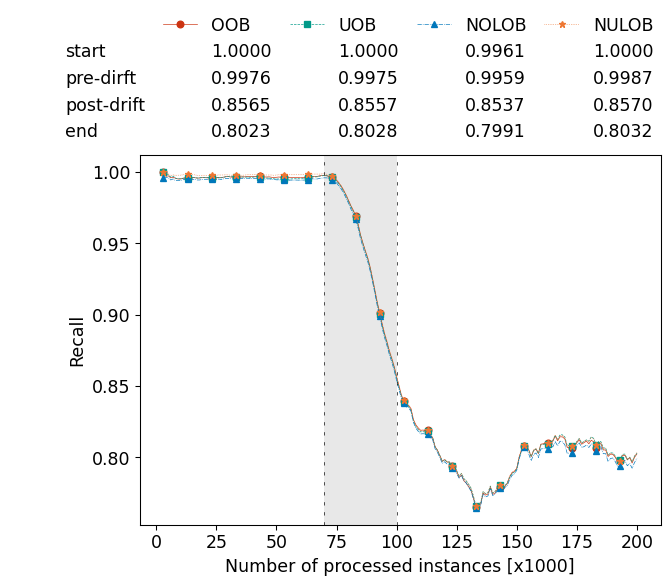 OOB UOB NOLOB NULOB
start 1.0000 1.0000 0.9961 1.0000
pre-dirft 0.9976 0.9975 0.9959 0.9987
post-drift 0.8565 0.8557 0.8537 0.8570
end 0.8023 0.8028 0.7991 0.8032
1.00
0.95
0.90
0.85
0.80
Recall
0 25 50 75 100 125 150 175 200
Number of processed instances [x1000]